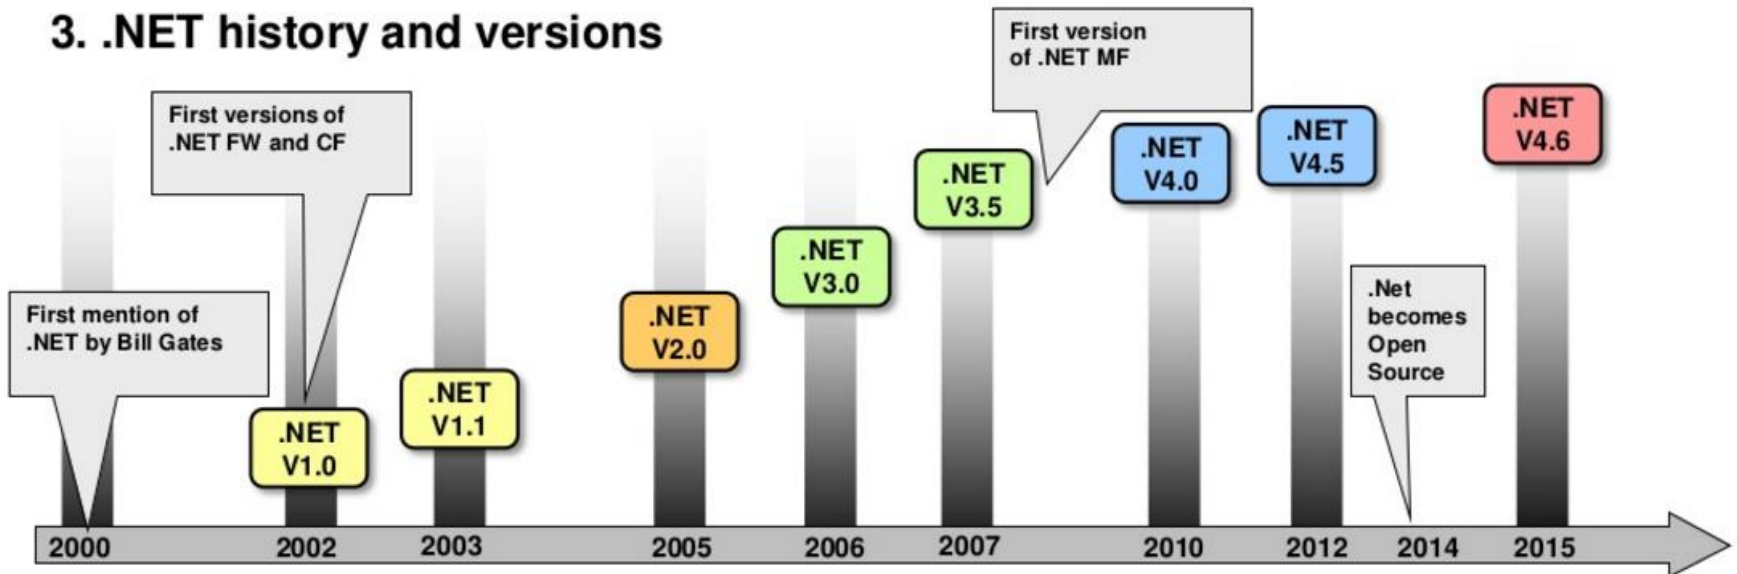 3. .NET history and versions
First version
of .NET MF
First versions of
.NET FW and CF
First mention of
.NET by Bill Gates
.NET
V1.0
.NET
V1.1
.NET
V2.0
.NET
V3.0
.NET
V3.5
.NET
V4.0
.NET
V4.5
.Net
becomes
Open
Source
.NET
V4.6
2000 2002 2003 2005 2006 2007 2010 2012 2014 2015